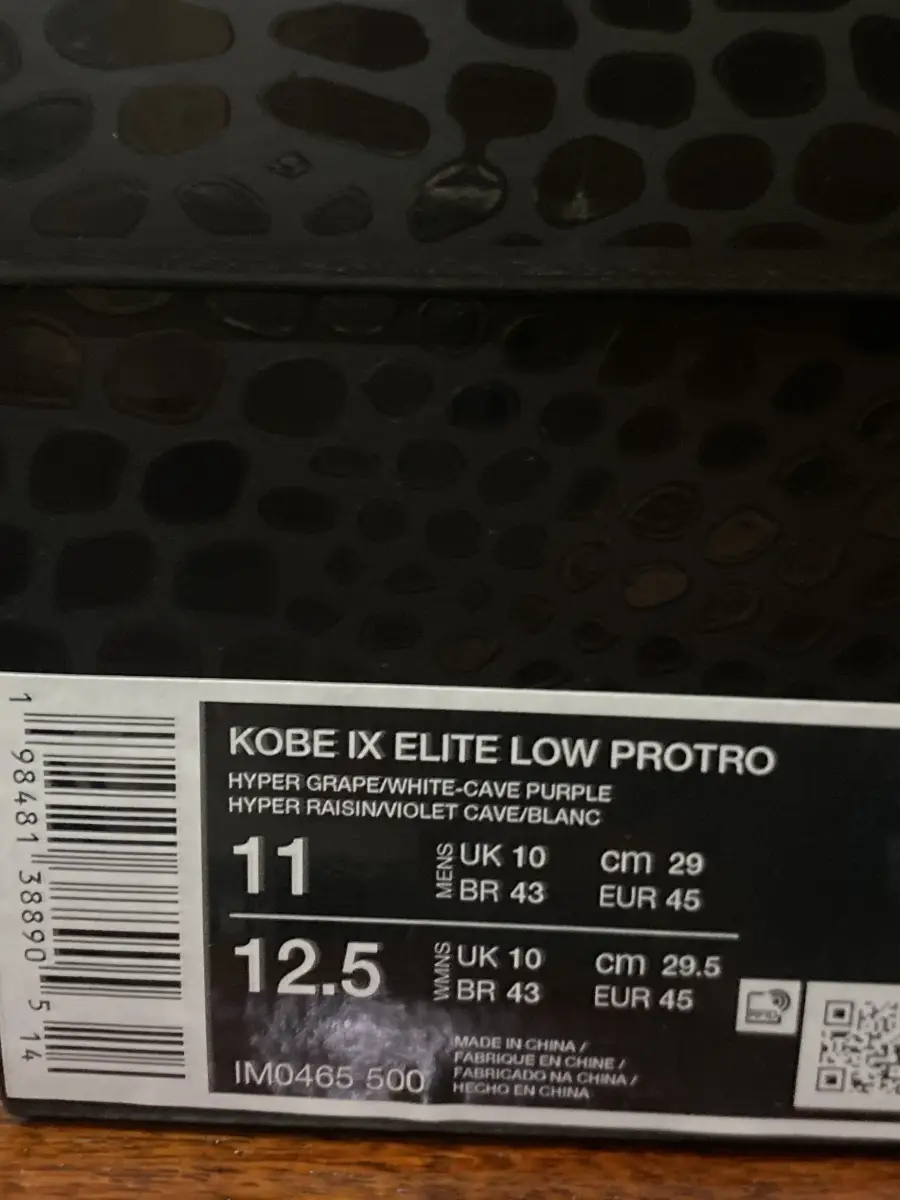 1 98481 38890 5 14
KOBE IX ELITE LOW PROTRO
HYPER GRAPE/WHITE-CAVE PURPLE
HYPER RAISIN/VIOLET CAVE/BLANC
11 MENS UK 10 cm 29
BR 43 EUR 45
12.5 WMNS UK 10 cm 29.5
BR 43 EUR 45
RFID
MADE IN CHINA /
FABRIQUE EN CHINE /
FABRICADO NA CHINA /
HECHO EN CHINA
IM0465 500